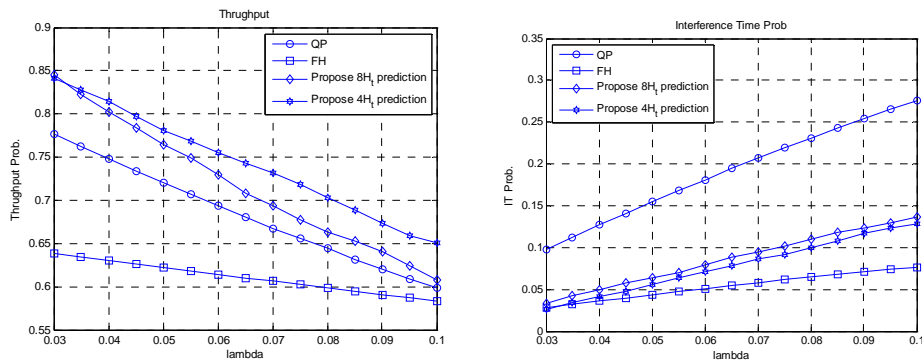 Thrughput
0.9
0.85
0.8
0.75
0.7
0.65
0.6
0.55
Thrughput Prob.
QP
FH
Propose 8Ht prediction
Propose 4Ht prediction
0.03 0.04 0.05 0.06 0.07 0.08 0.09 0.1
lambda
Interference Time Prob
0.35
0.3
0.25
0.2
0.15
0.1
0.05
0
IT Prob.
QP
FH
Propose 8Ht prediction
Propose 4Ht prediction
0.03 0.04 0.05 0.06 0.07 0.08 0.09 0.1
lambda